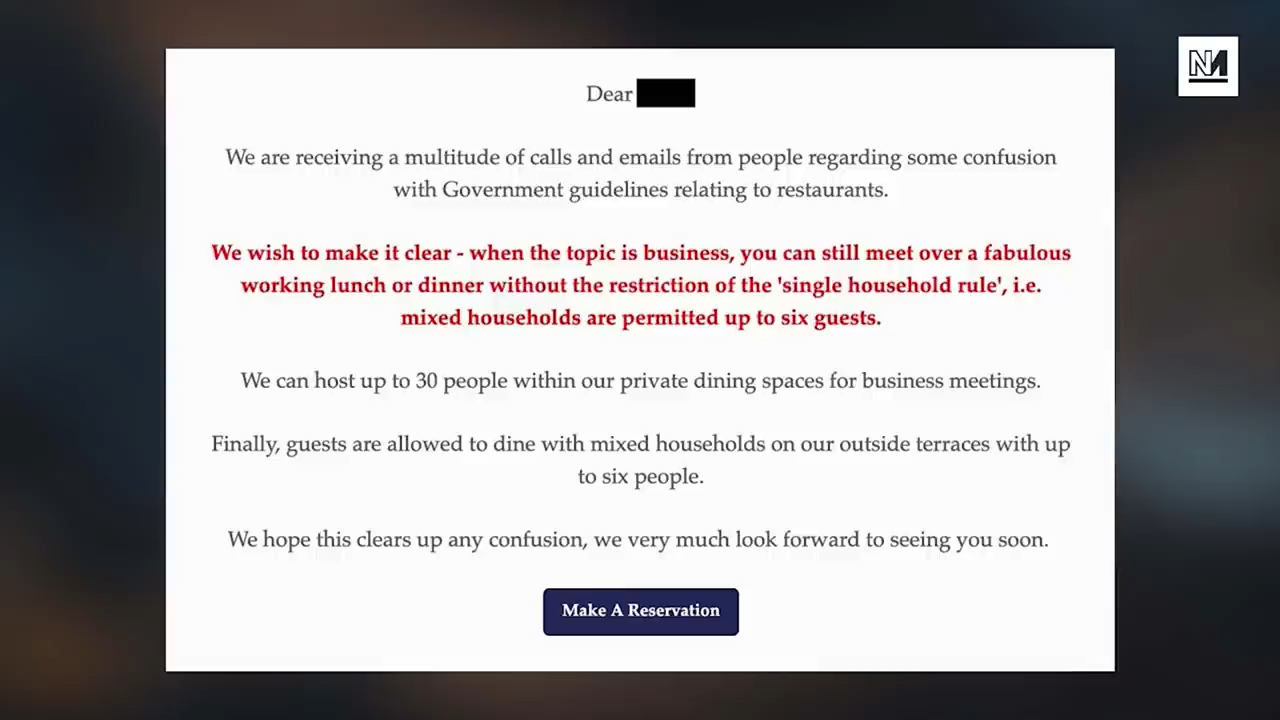 Dear
We are receiving a multitude of calls and emails from people regarding some confusion
with Government guidelines relating to restaurants.
We wish to make it clear - when the topic is business, you can still meet over a fabulous
working lunch or dinner without the restriction of the 'single household rule', i.e.
mixed households are permitted up to six guests.
We can host up to 30 people within our private dining spaces for business meetings.
Finally, guests are allowed to dine with mixed households on our outside terraces with up
to six people.
We hope this clears up any confusion, we very much look forward to seeing you soon.
Make A Reservation
NM